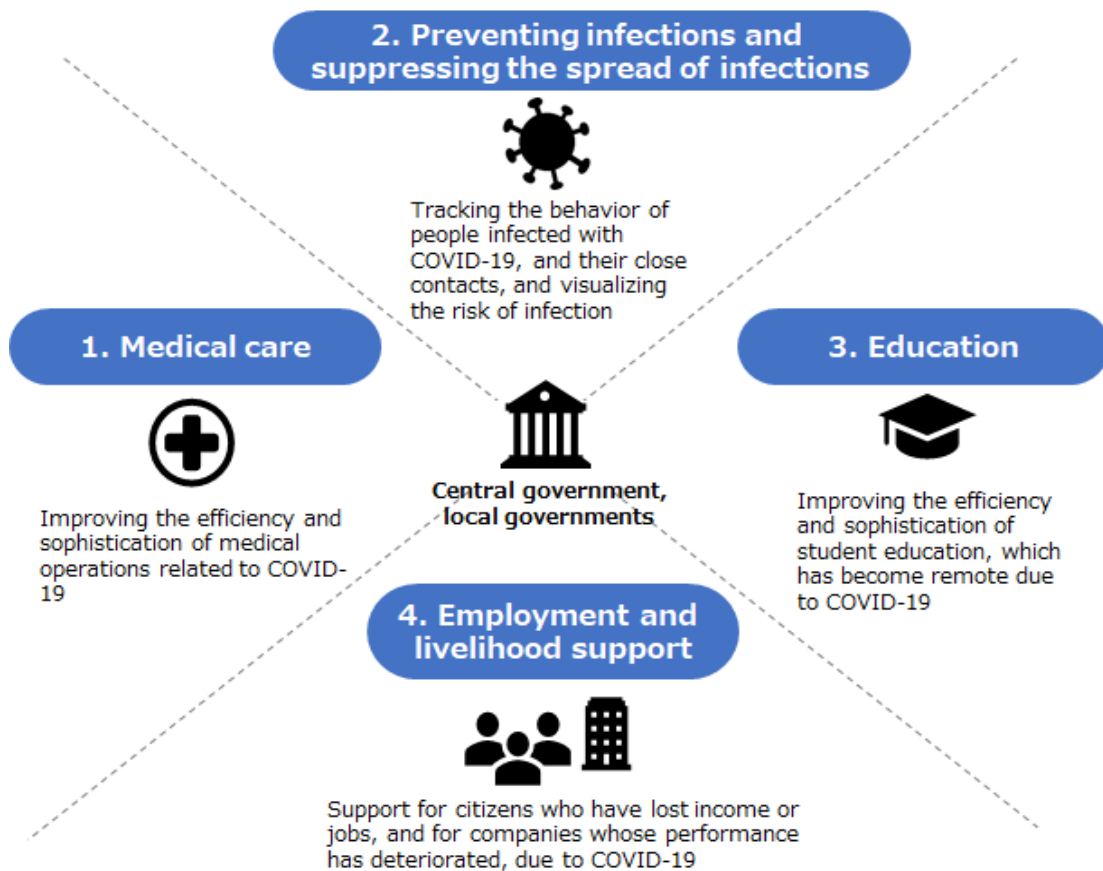 2. Preventing infections and
suppressing the spread of infections
Tracking the behavior of
people infected with
COVID-19, and their close
contacts, and visualizing
the risk of infection
1. Medical care
Improving the efficiency and
sophistication of medical
operations related to COVID-
19
Central government,
local governments
3. Education
Improving the efficiency
and sophistication of
student education, which
has become remote due
to COVID-19
4. Employment and
livelihood support
Support for citizens who have lost income or
jobs, and for companies whose performance
has deteriorated, due to COVID-19